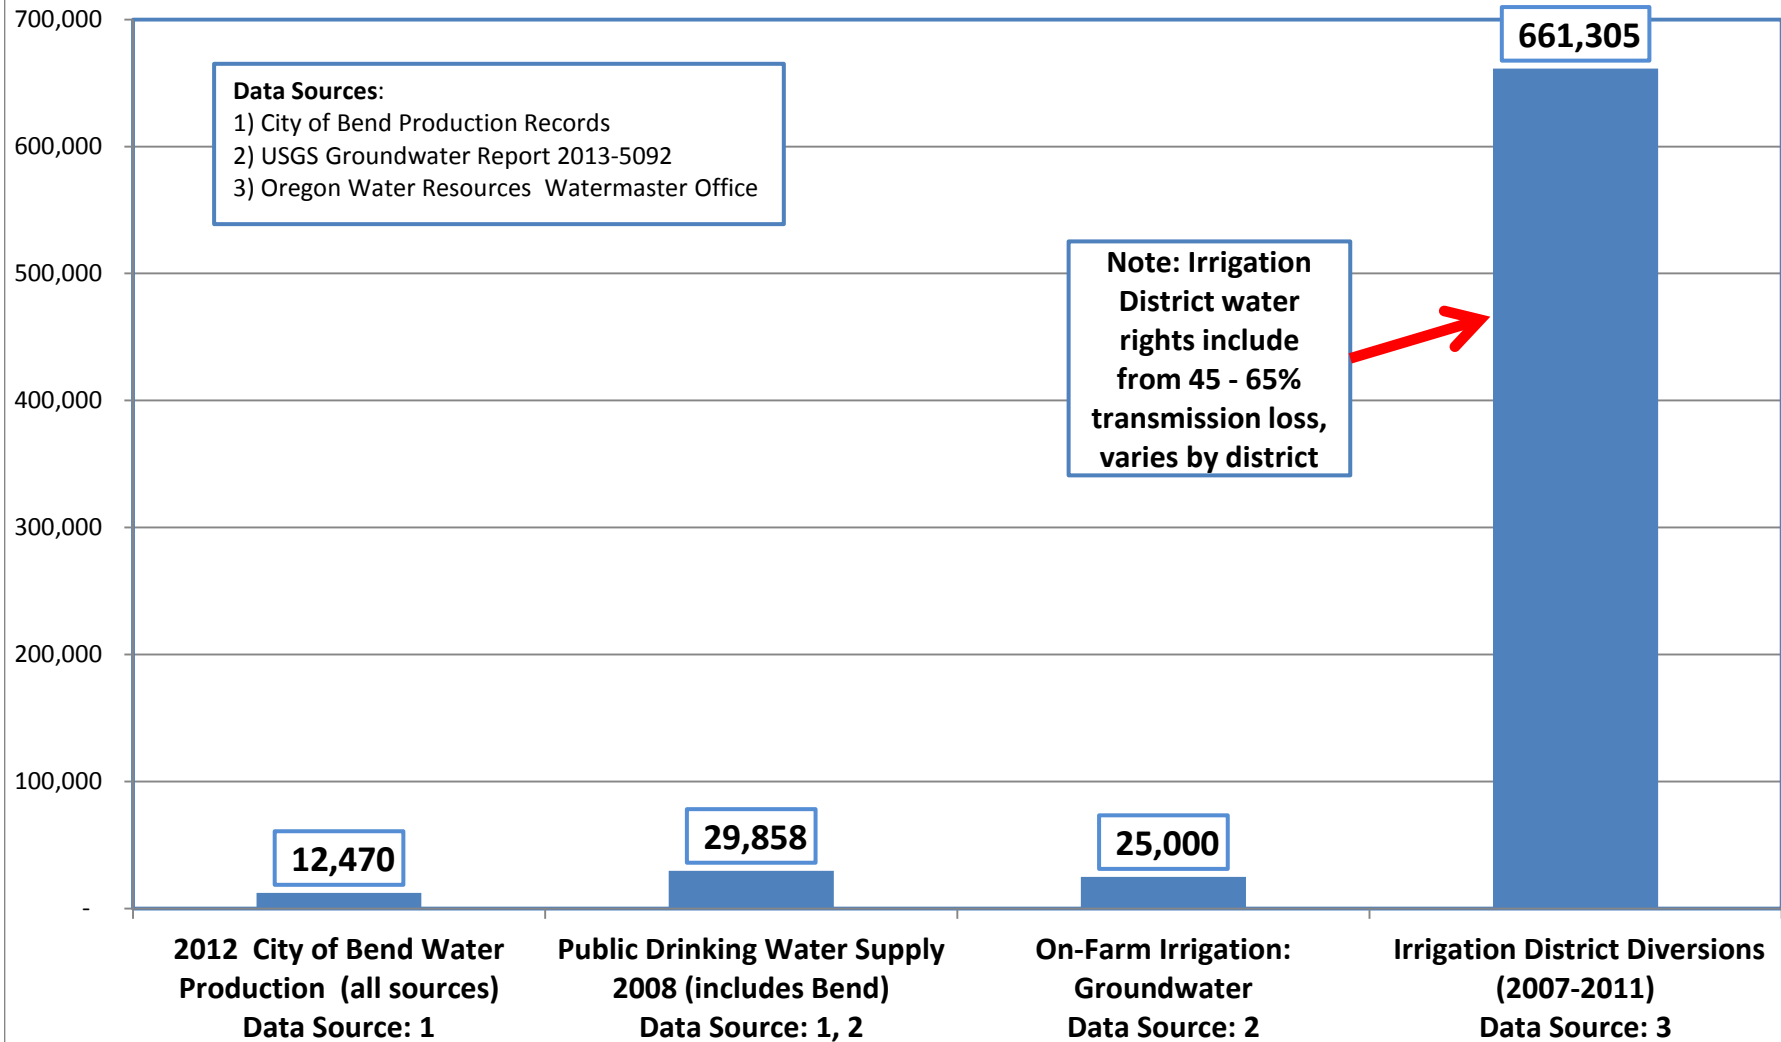 700,000
600,000
500,000
400,000
300,000
200,000
100,000
-
Data Sources:
1) City of Bend Production Records
2) USGS Groundwater Report 2013-5092
3) Oregon Water Resources  Watermaster Office
661,305
Note: Irrigation
District water
rights include
from 45 - 65%
transmission loss,
varies by district
12,470
29,858
25,000
2012  City of Bend Water
Production  (all sources)
Data Source: 1
Public Drinking Water Supply
2008 (includes Bend)
Data Source: 1, 2
On-Farm Irrigation:
Groundwater
Data Source: 2
Irrigation District Diversions
(2007-2011)
Data Source: 3